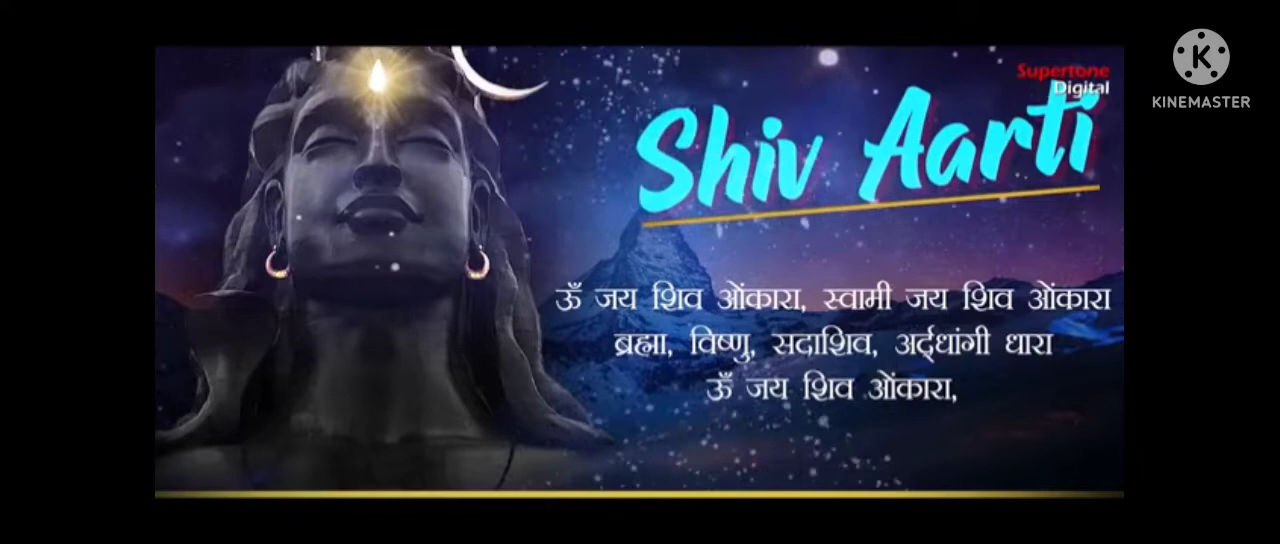 Supertone
Digital
K
KINEMASTER
Shiv Aarti
ॐ जय शिव ओंकारा, स्वामी जय शिव ओंकारा
ब्रह्मा, विष्णु, सदाशिव, अर्द्धांगी धारा
ॐ जय शिव ओंकारा,